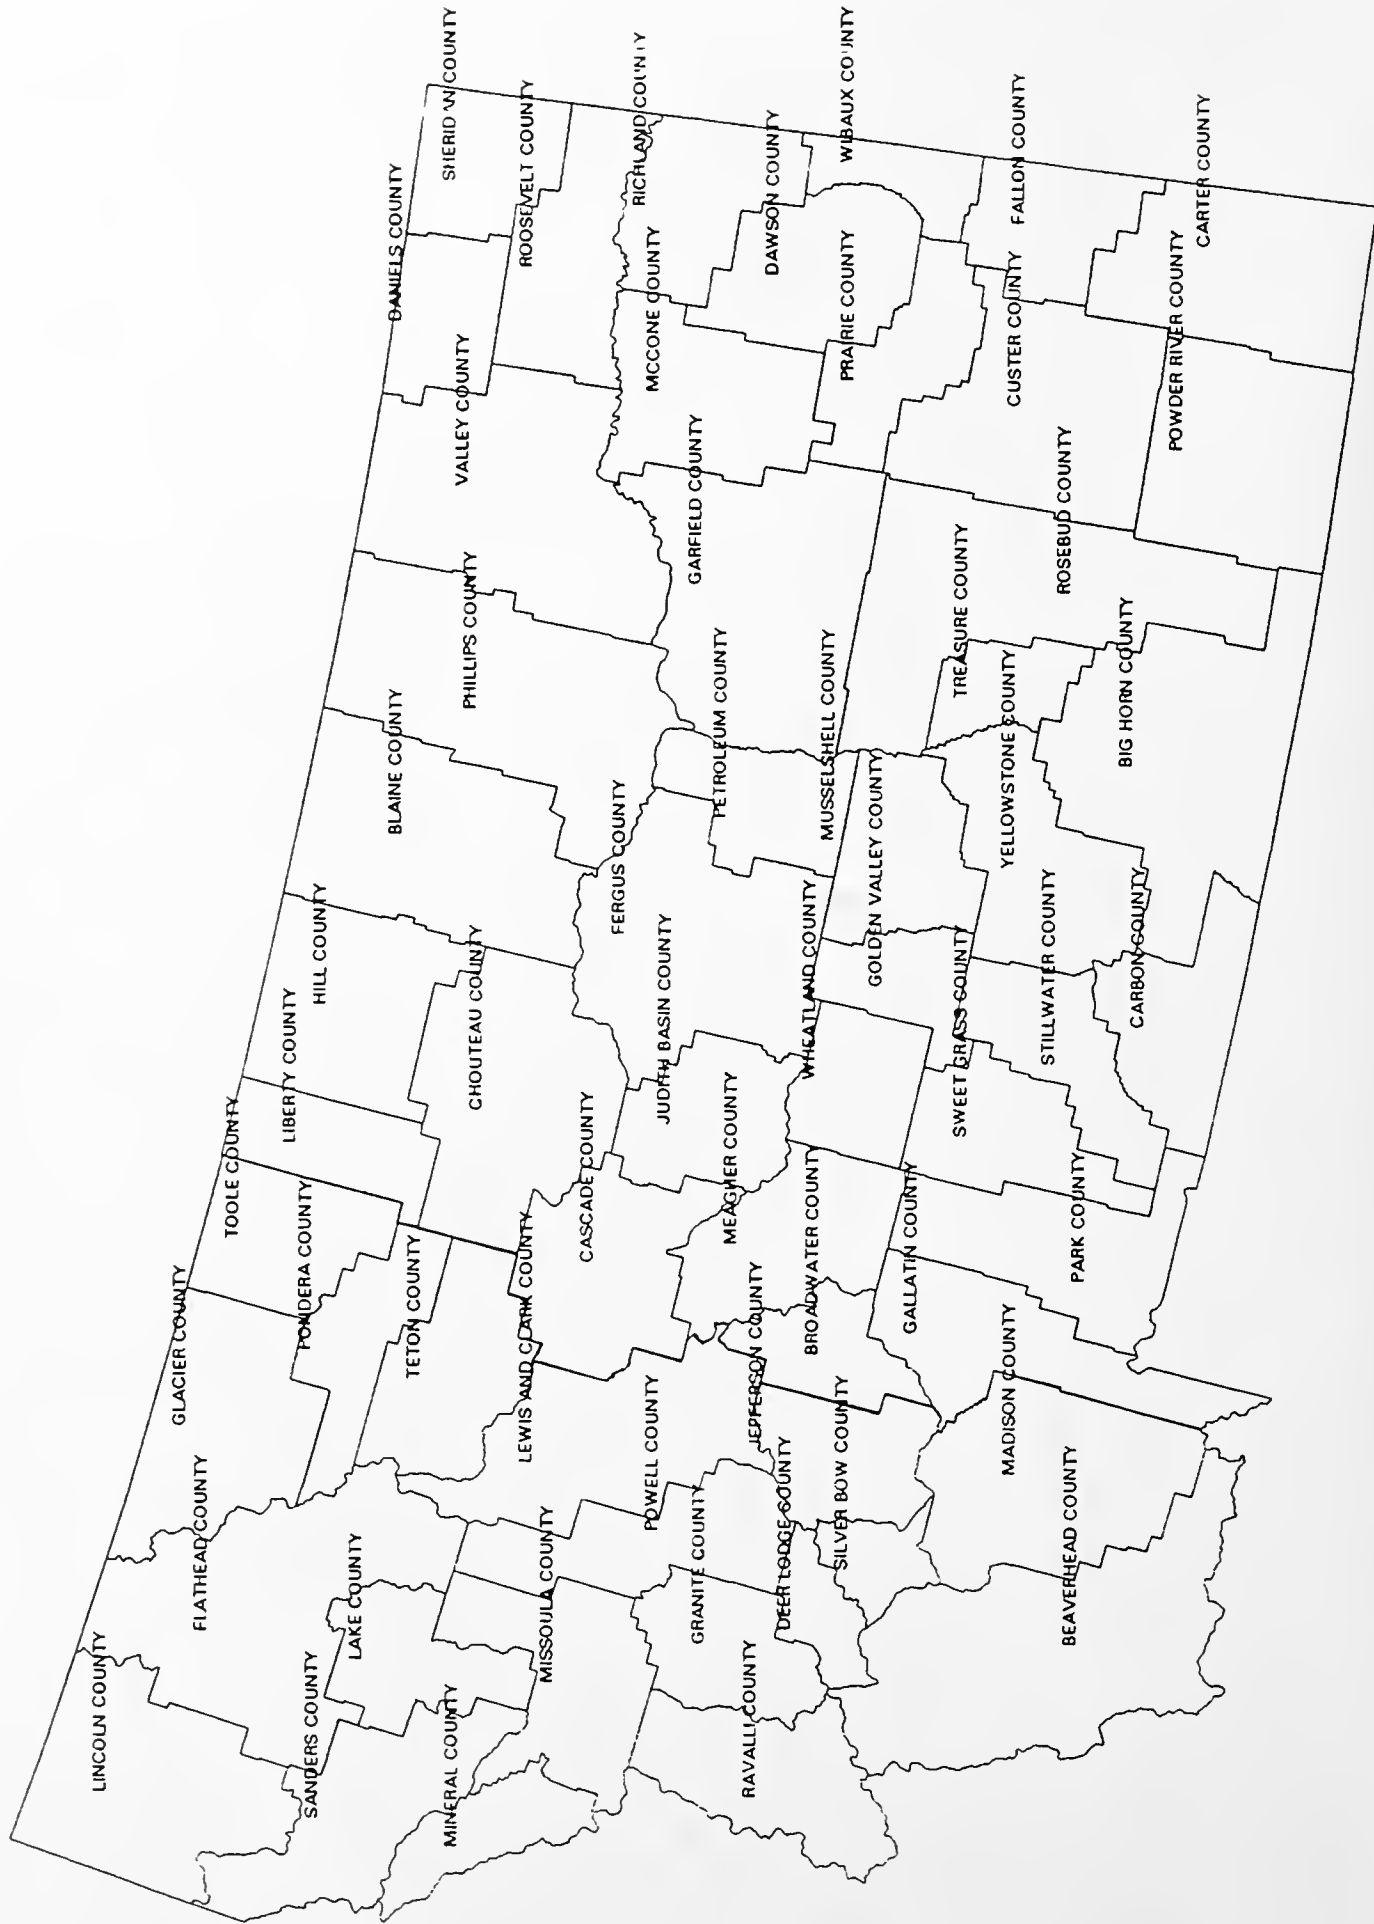 LINCOLN COUNTY
GLACIER COUNTY
FLATHEAD COUNTY
TOOLE COUNTY
LIBERTY COUNTY
PONDERA COUNTY
SANDERS COUNTY
HILL COUNTY
LAKE COUNTY
BLAINE COUNTY
DANIELS COUNTY
TETON COUNTY
MINERAL COUNTY
SHERIDAN COUNTY
VALLEY COUNTY
PHILLIPS COUNTY
CHOUTEAU COUNTY
LEWIS AND CLARK COUNTY
ROOSEVELT COUNTY
MISSOULA COUNTY
CASCADE COUNTY
FERGUS COUNTY
RICHLAND COUNTY
POWELL COUNTY
MCCONE COUNTY
JUDITH BASIN COUNTY
GRANITE COUNTY
GARFIELD COUNTY
PETROLEUM COUNTY
MEAGHER COUNTY
RAVALLI COUNTY
JEFFERSON COUNTY
DAWSON COUNTY
DEER LODGE COUNTY
BROADWATER COUNTY
WHEATLAND COUNTY
MUSSELSHELL COUNTY
SILVER BOW COUNTY
PRAIRIE COUNTY
WIBAUX COUNTY
GOLDEN VALLEY COUNTY
GALLATIN COUNTY
SWEET GRASS COUNTY
TREASURE COUNTY
MADISON COUNTY
YELLOWSTONE COUNTY
CUSTER COUNTY
FALLON COUNTY
STILLWATER COUNTY
ROSEBUD COUNTY
BEAVERHEAD COUNTY
PARK COUNTY
BIG HORN COUNTY
CARBON COUNTY
POWDER RIVER COUNTY
CARTER COUNTY